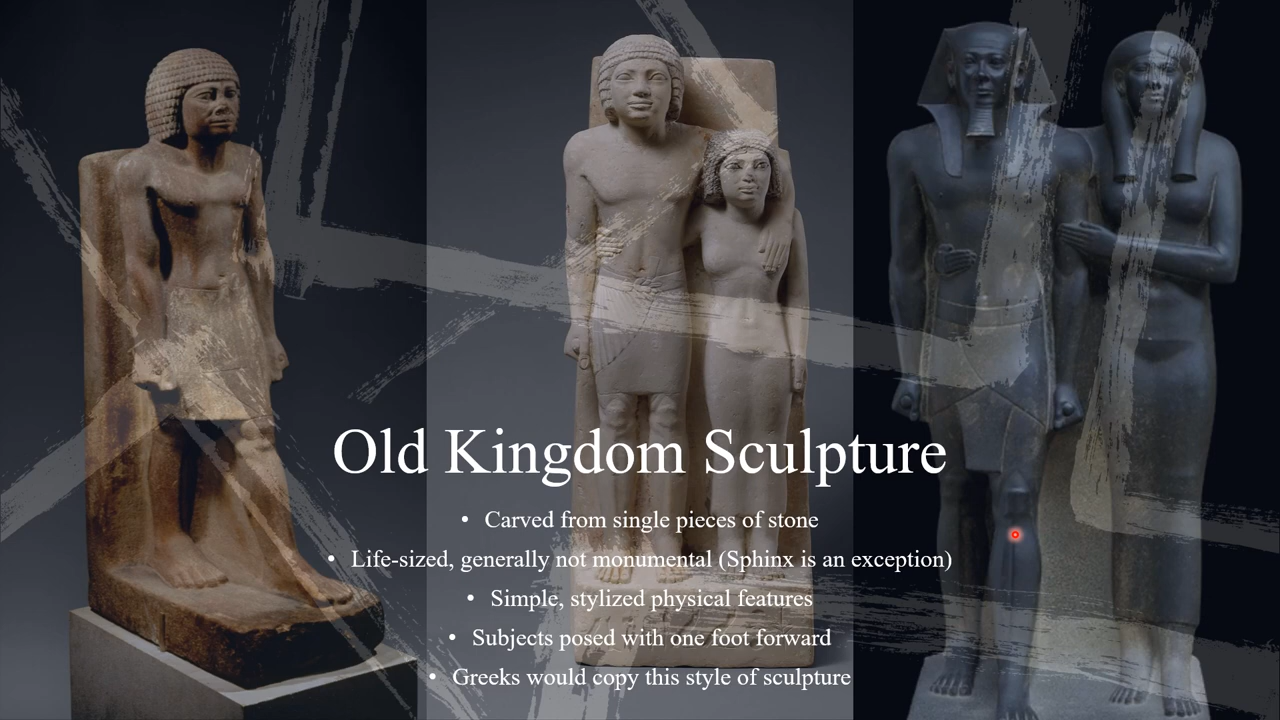 Old Kingdom Sculpture
• Carved from single pieces of stone
• Life-sized, generally not monumental (Sphinx is an exception)
• Simple, stylized physical features
• Subjects posed with one foot forward
• Greeks would copy this style of sculpture